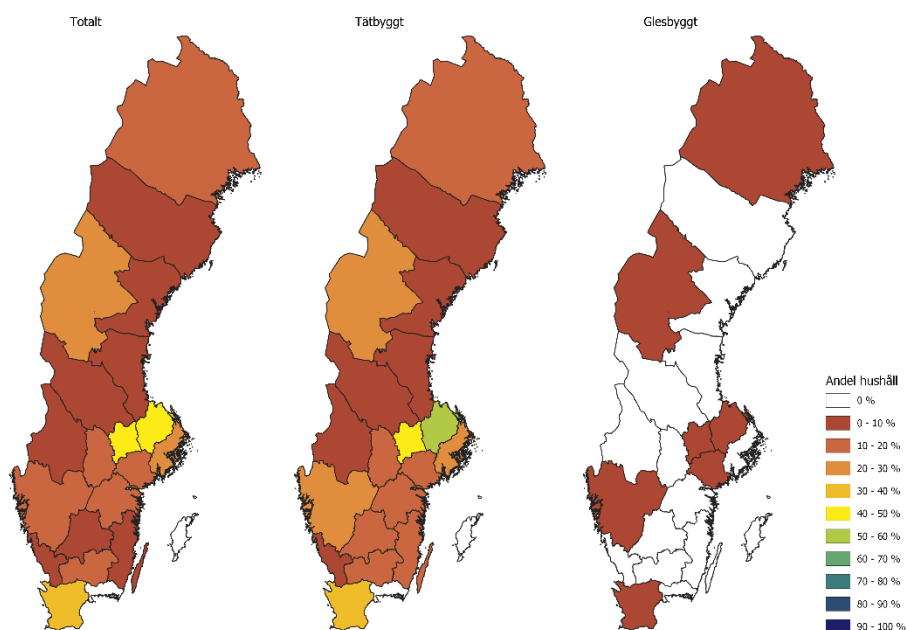 Totalt
Tätbyggt
Glesbyggt
Andel hushåll
0 %
0 - 10 %
10 - 20 %
20 - 30 %
30 - 40 %
40 - 50 %
50 - 60 %
60 - 70 %
70 - 80 %
80 - 90 %
90 - 100 %